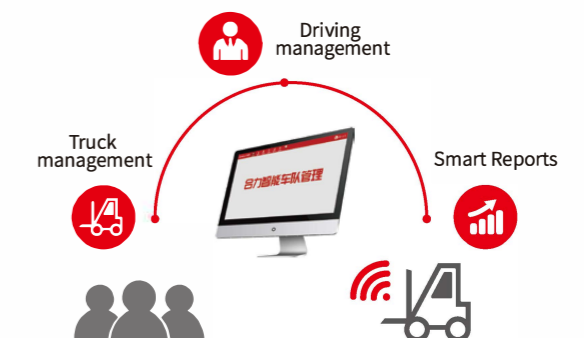 Driving
management
Truck
management
Smart Reports
合力智能车队管理